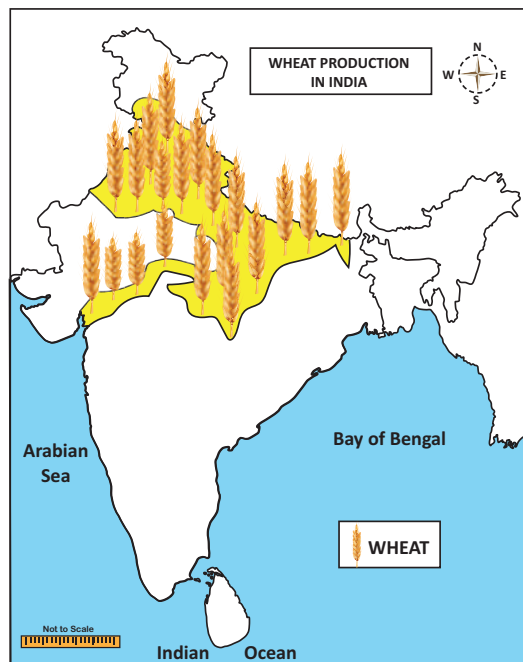 WHEAT PRODUCTION
IN INDIA
N
W
E
S
Arabian
Sea
Bay of Bengal
WHEAT
Not to Scale
Indian Ocean